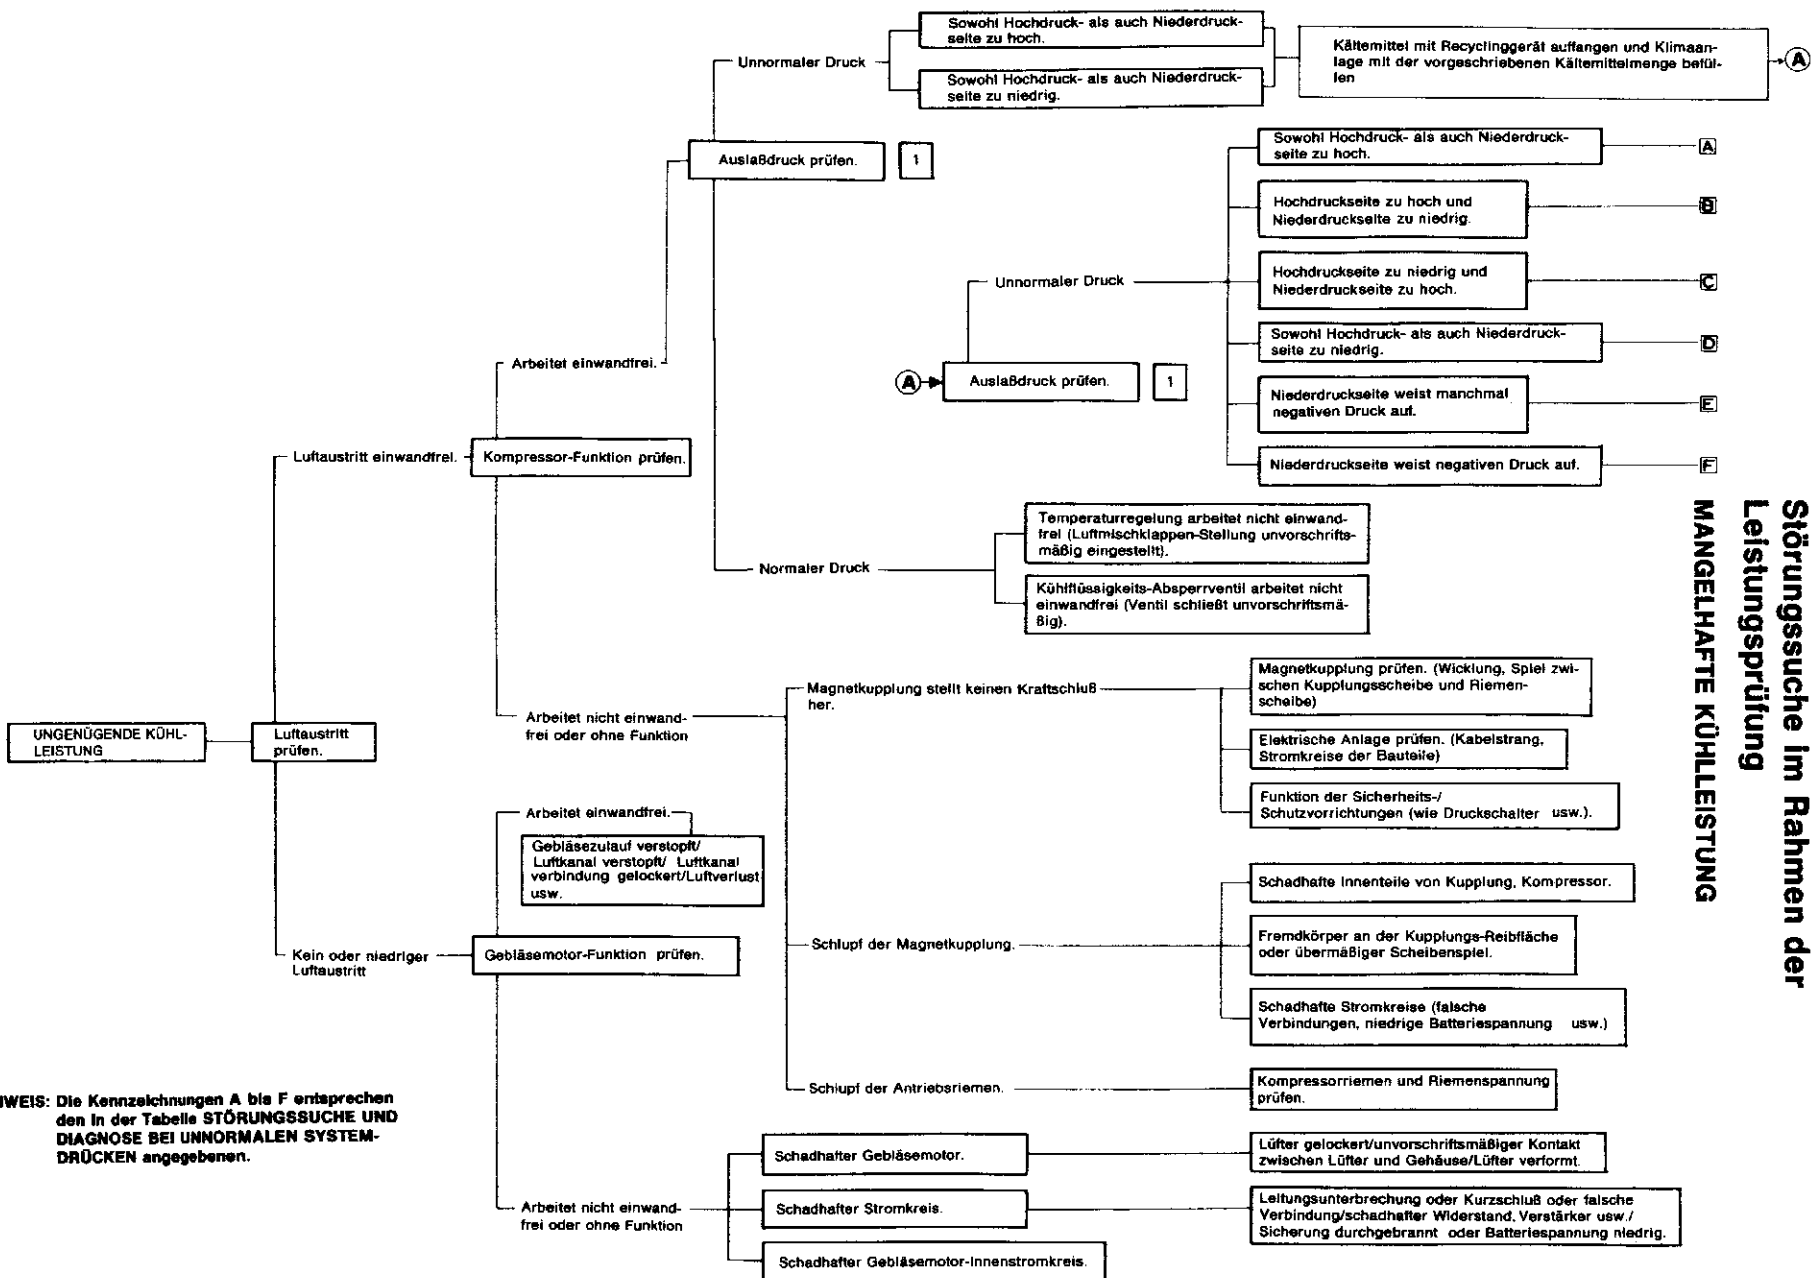 Störungssuche im Rahmen der
Leistungsprüfung
MANGELHAFTE KÜHLLEISTUNG
UNGENÜGENDE KÜHL-
LEISTUNG
Luftaustritt
prüfen.
Luftaustritt einwandfrei.
Kompressor-Funktion prüfen.
Arbeitet einwandfrei.
Auslaßdruck prüfen.
1
Unnormaler Druck
Sowohl Hochdruck- als auch Niederdruck-
seite zu hoch.
Sowohl Hochdruck- als auch Niederdruck-
seite zu niedrig.
Kältemittel mit Recyclinggerät auffangen und Klimaan-
lage mit der vorgeschriebenen Kältemittelmenge befül-
len
A
A
Auslaßdruck prüfen.
1
Unnormaler Druck
Sowohl Hochdruck- als auch Niederdruck-
seite zu hoch.
A
Hochdruckseite zu hoch und
Niederdruckseite zu niedrig.
B
Hochdruckseite zu niedrig und
Niederdruckseite zu hoch.
C
Sowohl Hochdruck- als auch Niederdruck-
seite zu niedrig.
D
Niederdruckseite weist manchmal
negativen Druck auf.
E
Niederdruckseite weist negativen Druck auf.
F
Normaler Druck
Temperaturregelung arbeitet nicht einwand-
frei (Luftmischklappen-Stellung unvorschrifts-
mäßig eingestellt).
Kühlflüssigkeits-Absperrventil arbeitet nicht
einwandfrei (Ventil schließt unvorschriftsmä-
ßig).
Arbeitet nicht einwand-
frei oder ohne Funktion
Magnetkupplung stellt keinen Kraftschluß
her.
Magnetkupplung prüfen. (Wicklung, Spiel zwi-
schen Kupplungsscheibe und Riemen-
scheibe)
Elektrische Anlage prüfen. (Kabelstrang,
Stromkreise der Bauteile)
Funktion der Sicherheits-/
Schutzvorrichtungen (wie Druckschalter usw.).
Schlupf der Magnetkupplung.
Schadhafte Innenteile von Kupplung, Kompressor.
Fremdkörper an der Kupplungs-Reibfläche
oder übermäßiger Scheibenspiel.
Schadhafte Stromkreise (falsche
Verbindungen, niedrige Batteriespannung usw.)
Schlupf der Antriebsriemen.
Kompressorriemen und Riemenspannung
prüfen.
Kein oder niedriger
Luftaustritt
Gebläsemotor-Funktion prüfen.
Arbeitet einwandfrei.
Gebläsezulauf verstopft/
Luftkanal verstopft/ Luftkanal
verbindung gelockert/Luftverlust
usw.
Arbeitet nicht einwand-
frei oder ohne Funktion
Schadhafter Gebläsemotor.
Lüfter gelockert/unvorschriftsmäßiger Kontakt
zwischen Lüfter und Gehäuse/Lüfter verformt.
Schadhafter Stromkreis.
Leitungsunterbrechung oder Kurzschluß oder falsche
Verbindung/schadhafter Widerstand, Verstärker usw./
Sicherung durchgebrannt oder Batteriespannung niedrig.
Schadhafter Gebläsemotor-Innenstromkreis.
IWEIS: Die Kennzeichnungen A bis F entsprechen
den in der Tabelle STÖRUNGSSUCHE UND
DIAGNOSE BEI UNNORMALEN SYSTEM-
DRÜCKEN angegebenen.